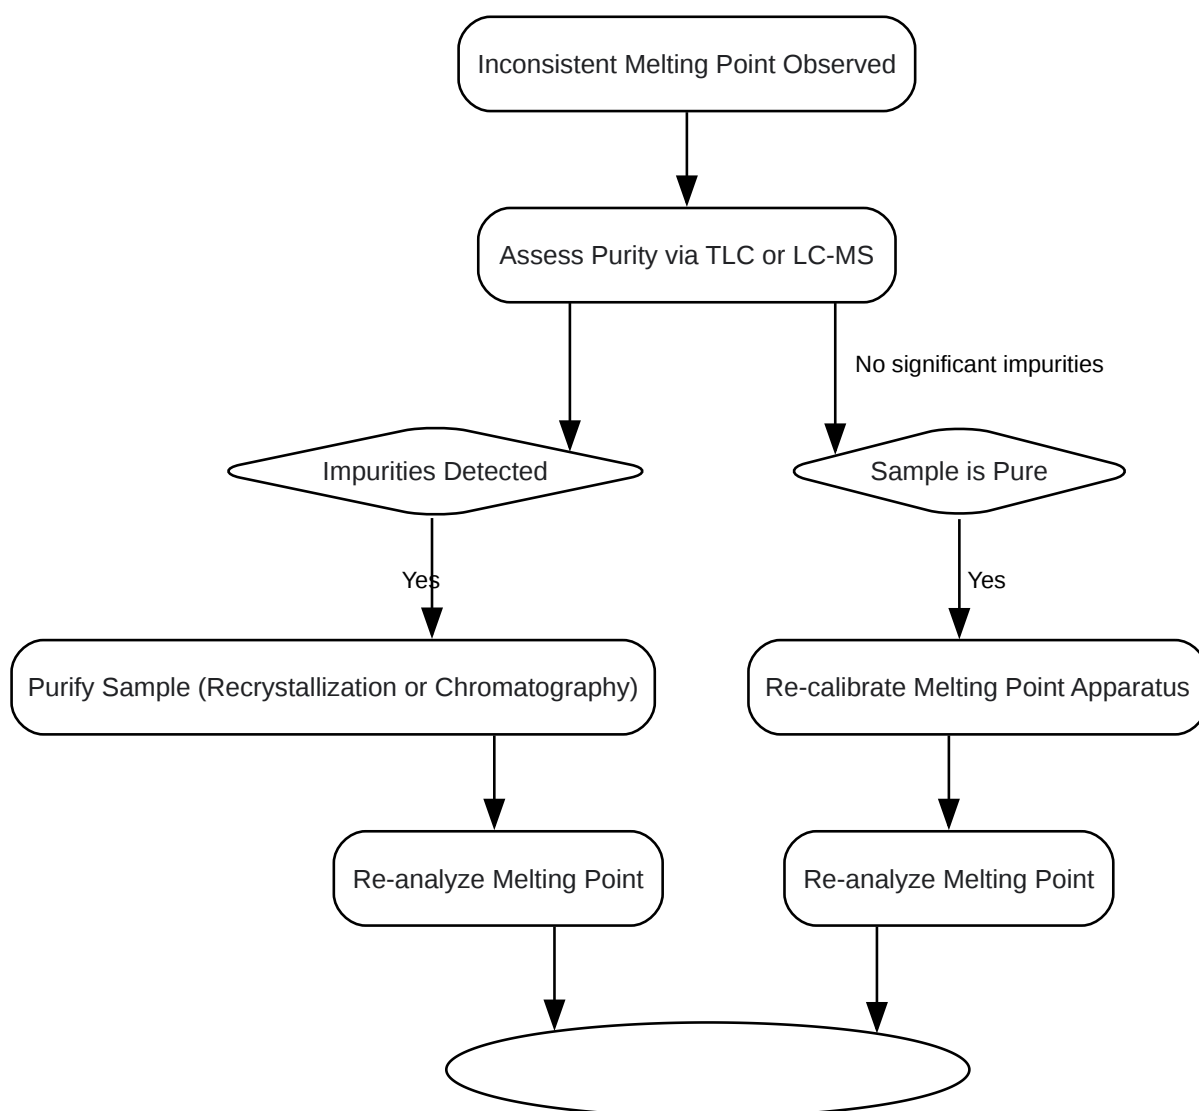 Inconsistent Melting Point Observed
Assess Purity via TLC or LC-MS
No significant impurities
Impurities Detected
Sample is Pure
Yes
Yes
Purify Sample (Recrystallization or Chromatography)
Re-calibrate Melting Point Apparatus
Re-analyze Melting Point
Re-analyze Melting Point